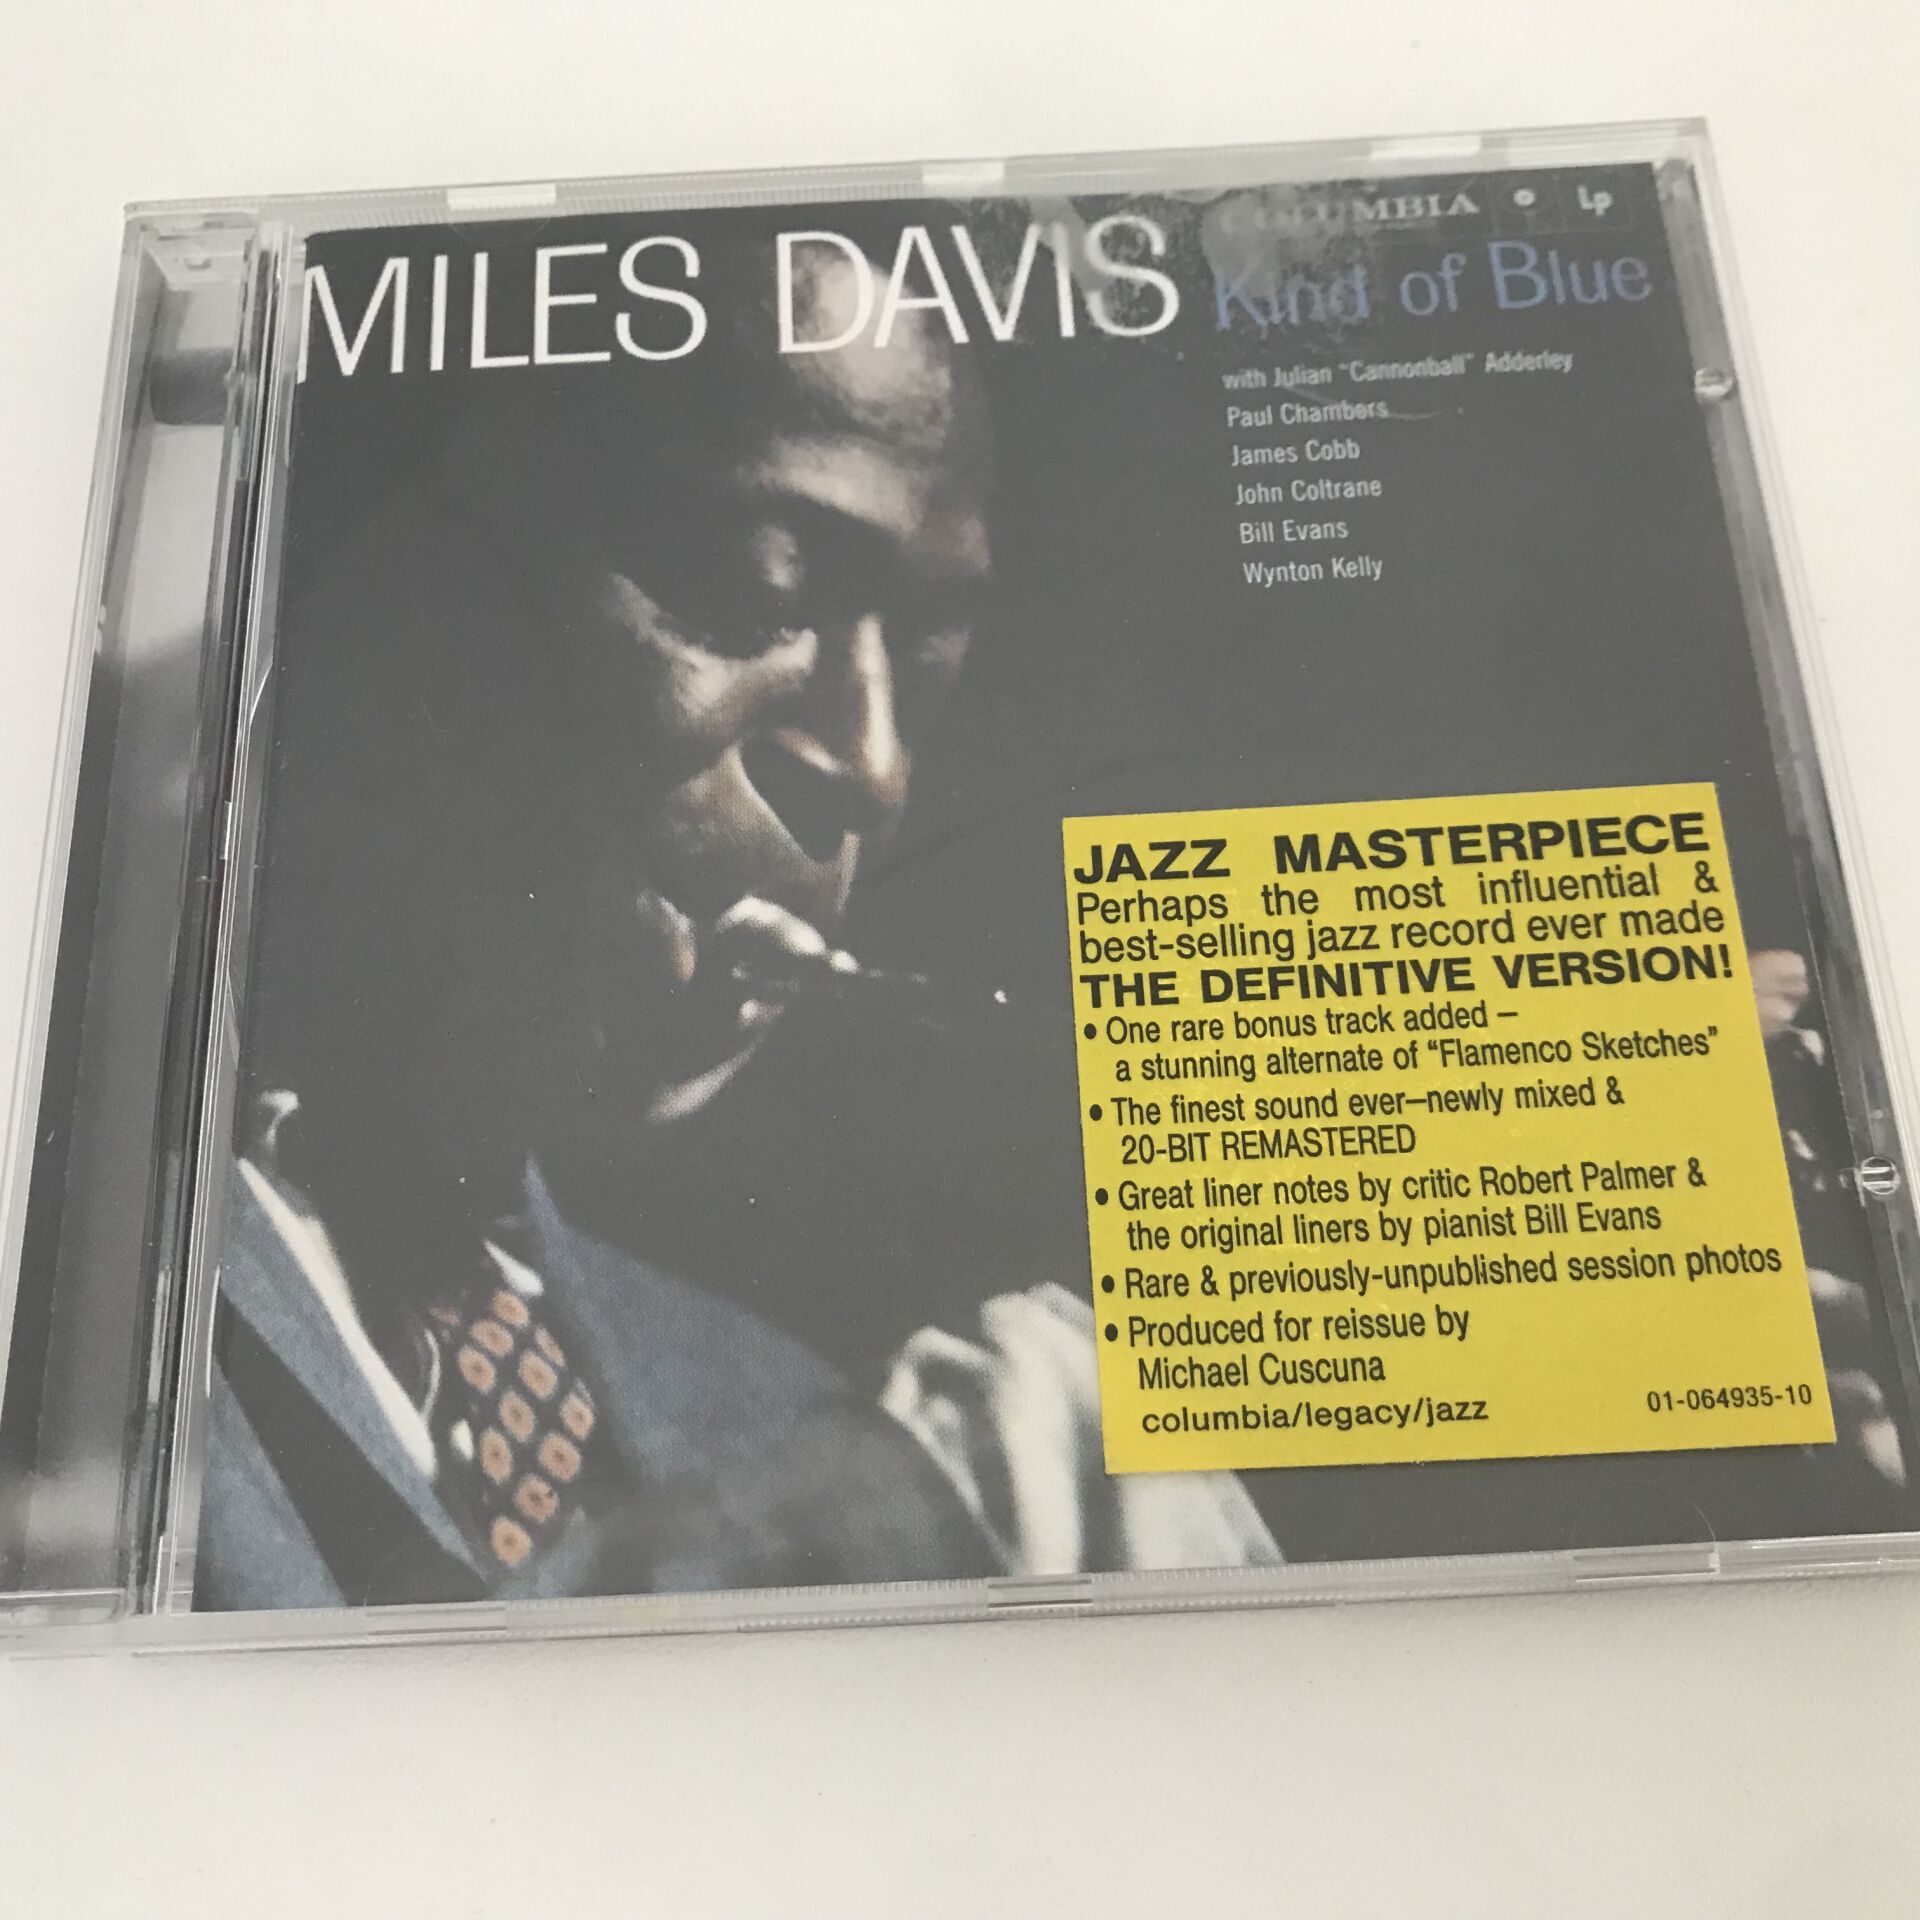 COLUMBIA Lp
MILES DAVIS Kind of Blue
with Julian "Cannonball" Adderley
Paul Chambers
James Cobb
John Coltrane
Bill Evans
Wynton Kelly
JAZZ MASTERPIECE
Perhaps the most influential &
best-selling jazz record ever made
THE DEFINITIVE VERSION!
• One rare bonus track added –
a stunning alternate of “Flamenco Sketches”
• The finest sound ever—newly mixed &
20-BIT REMASTERED
• Great liner notes by critic Robert Palmer &
the original liners by pianist Bill Evans
• Rare & previously-unpublished session photos
• Produced for reissue by
Michael Cuscuna
columbia/legacy/jazz 01-064935-10